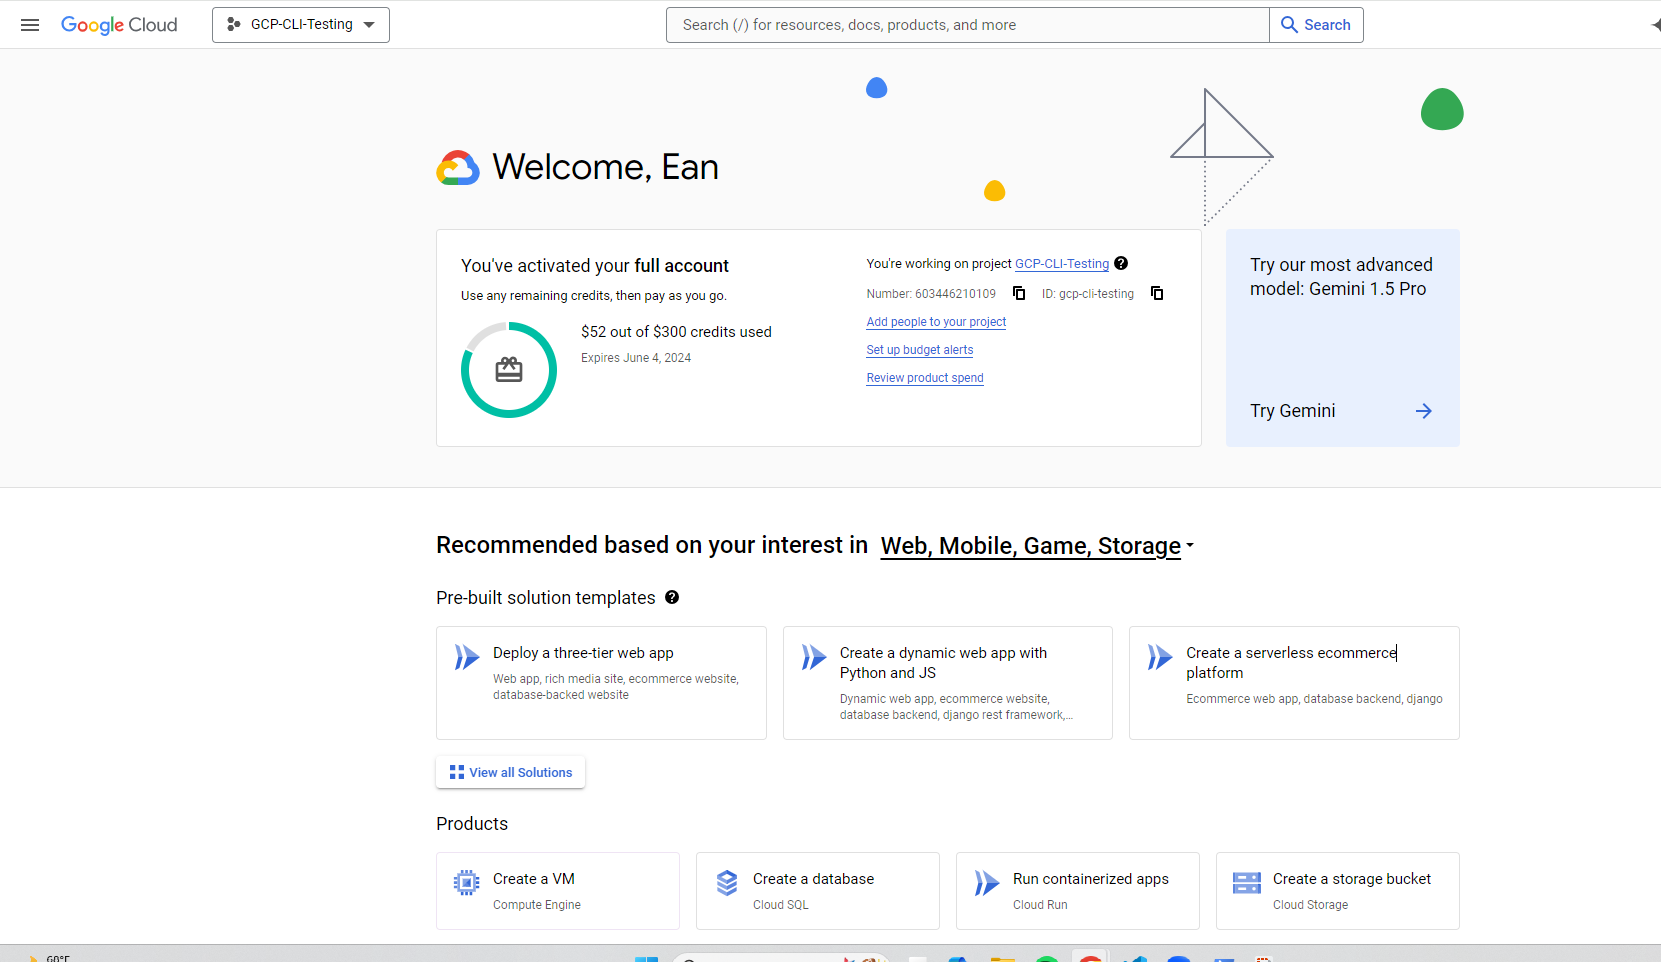 Google Cloud
GCP-CLI-Testing
Search (/) for resources, docs, products, and more
Search
Welcome, Ean
You've activated your full account
Use any remaining credits, then pay as you go.
$52 out of $300 credits used
Expires June 4, 2024
You're working on project GCP-CLI-Testing
Number: 603446210109 ID: gcp-cli-testing
Add people to your project
Set up budget alerts
Review product spend
Try our most advanced
model: Gemini 1.5 Pro
Try Gemini
Recommended based on your interest in Web, Mobile, Game, Storage
Pre-built solution templates
Deploy a three-tier web app
Web app, rich media site, ecommerce website,
database-backed website
Create a dynamic web app with
Python and JS
Dynamic web app, ecommerce website,
database backend, django rest framework,...
Create a serverless ecommerce
platform
Ecommerce web app, database backend, django
View all Solutions
Products
Create a VM
Compute Engine
Create a database
Cloud SQL
Run containerized apps
Cloud Run
Create a storage bucket
Cloud Storage